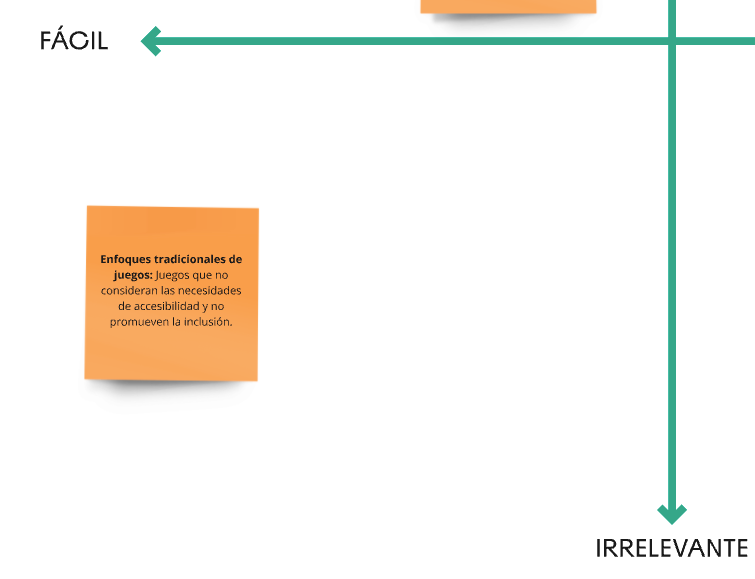 FÁCIL
Enfoques tradicionales de
juegos: Juegos que no
consideran las necesidades
de accesibilidad y no
promueven la inclusión.
IRRELEVANTE